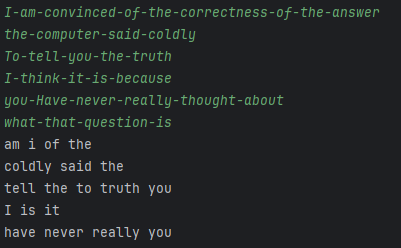 I-am-convinced-of-the-correctness-of-the-answer
the-computer-said-coldly
To-tell-you-the-truth
I-think-it-is-because
you-Have-never-really-thought-about
what-that-question-is
am i of the
coldly said the
tell the to truth you
I is it
have never really you